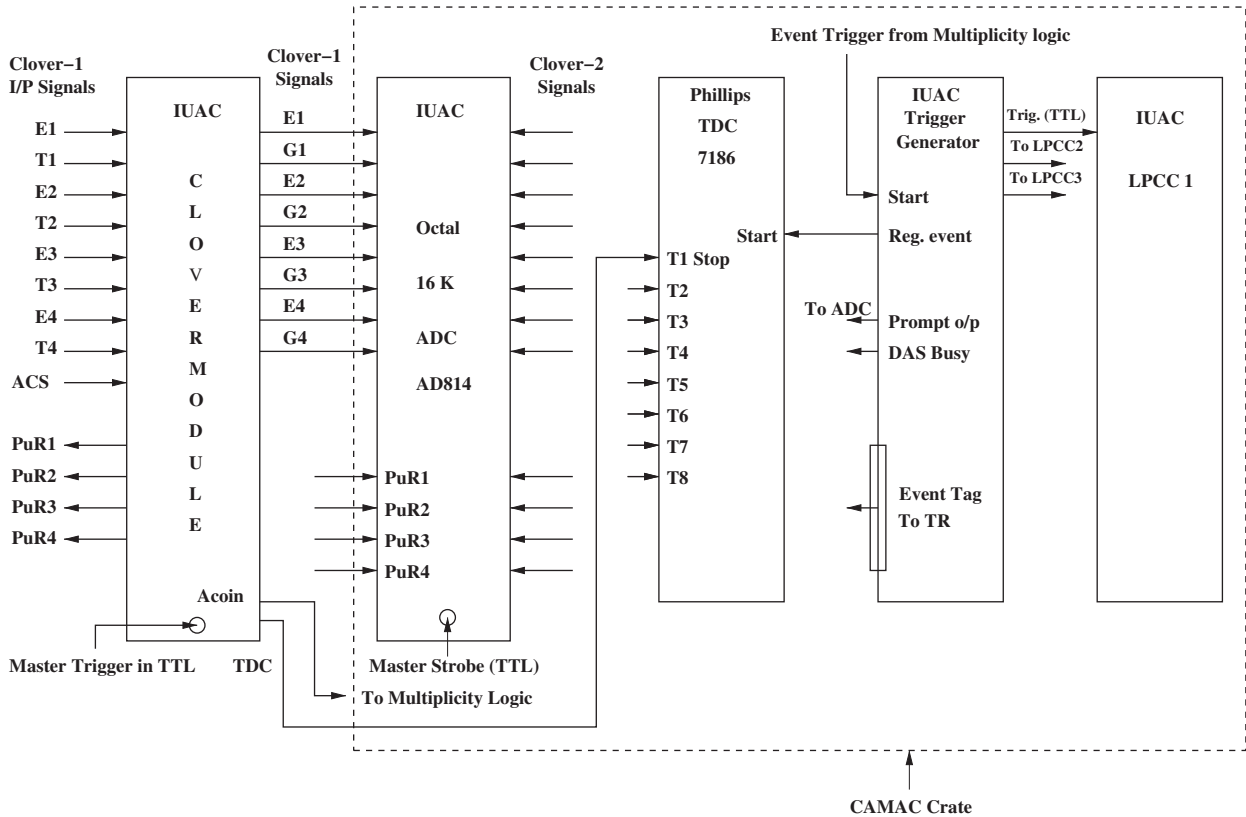 Event Trigger from Multiplicity logic
Clover−1
I/P Signals
E1
T1
E2
T2
E3
T3
E4
T4
ACS
PuR1
PuR2
PuR3
PuR4
IUAC
C
L
O
V
E
R
M
O
D
U
L
E
Acoin
Master Trigger in TTL
TDC
Clover−1
Signals
E1
G1
E2
G2
E3
G3
E4
G4
IUAC
Octal
16 K
ADC
AD814
PuR1
PuR2
PuR3
PuR4
Master Strobe (TTL)
To Multiplicity Logic
Clover−2
Signals
Phillips
TDC
7186
Start
T1 Stop
T2
T3
T4
T5
T6
T7
T8
IUAC
Trigger
Generator
Start
Reg. event
To ADC
Prompt o/p
DAS Busy
Event Tag
To TR
Trig. (TTL)
To LPCC2
To LPCC3
IUAC
LPCC 1
CAMAC Crate